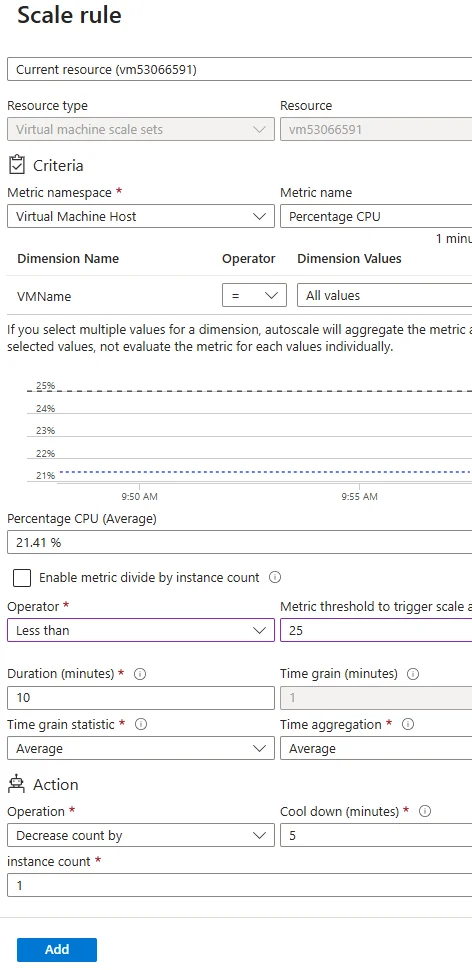 Scale rule
Current resource (vm53066591)
Resource type Resource
Virtual machine scale sets vm53066591
Criteria
Metric namespace * Metric name
Virtual Machine Host Percentage CPU
1 minu
Dimension Name Operator Dimension Values
VMName = All values
If you select multiple values for a dimension, autoscale will aggregate the metric a
selected values, not evaluate the metric for each values individually.
25%
24%
23%
22%
21%
9:50 AM 9:55 AM
Percentage CPU (Average)
21.41 %
Enable metric divide by instance count
Operator * Metric threshold to trigger scale a
Less than 25
Duration (minutes) * Time grain (minutes)
10 1
Time grain statistic * Time aggregation *
Average Average
Action
Operation * Cool down (minutes) *
Decrease count by 5
instance count *
1
Add